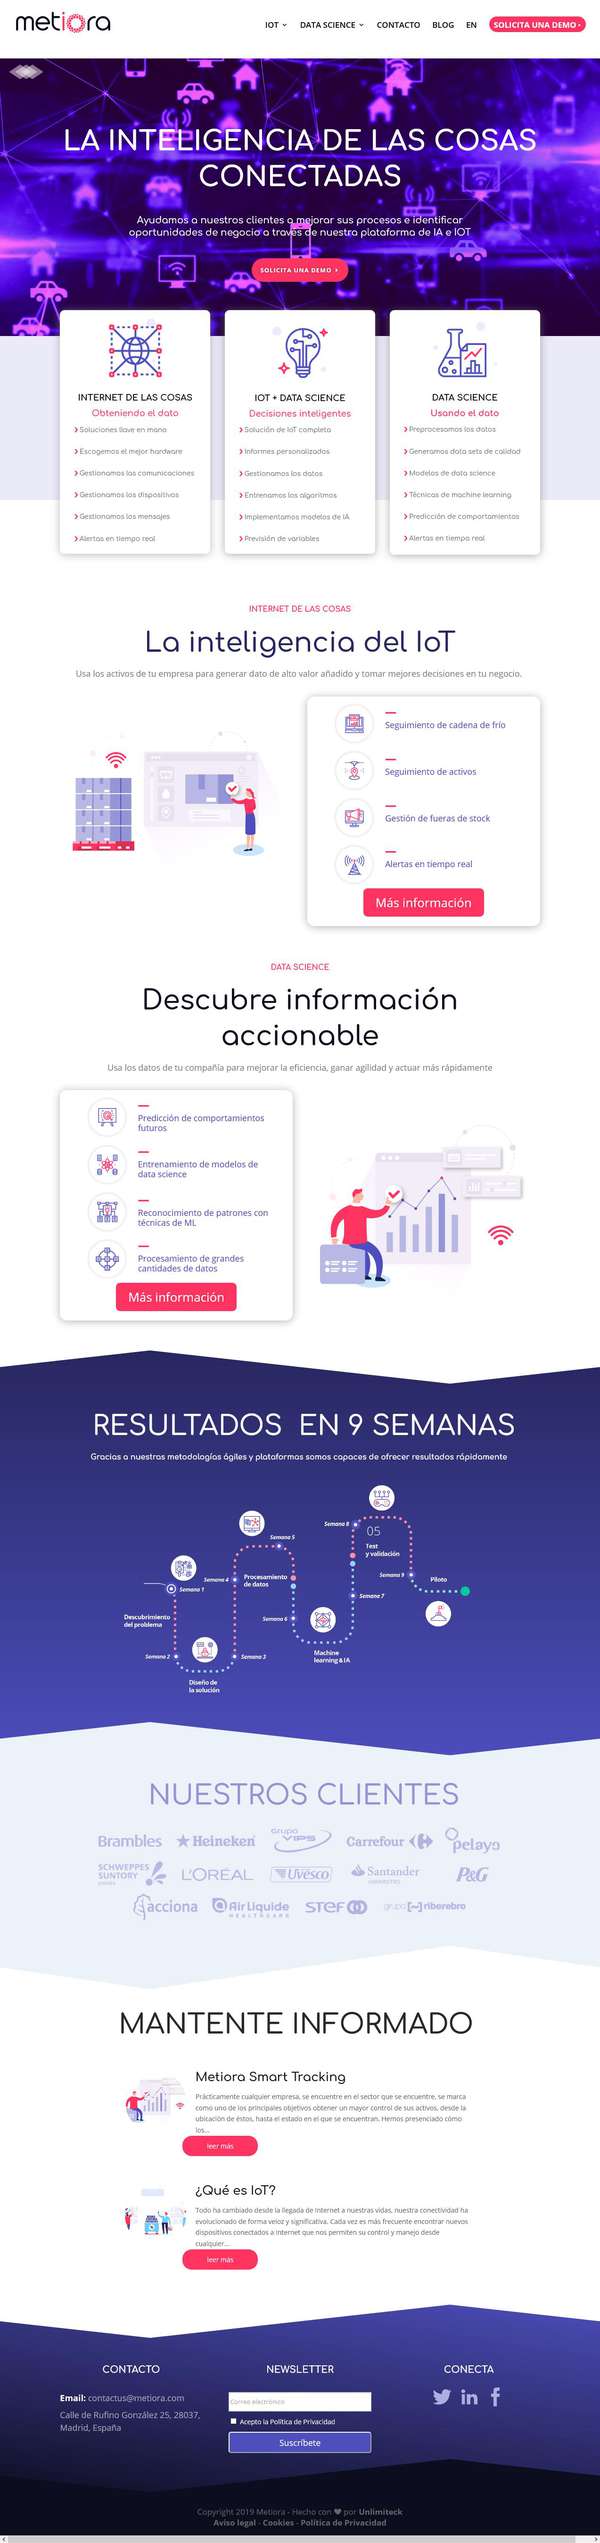 metiora
IOT DATA SCIENCE CONTACTO BLOG EN SOLICITA UNA DEMO
LA INTELIGENCIA DE LAS COSAS
CONECTADAS
Ayudamos a nuestros clientes a mejorar sus procesos e identificar
oportunidades de negocio a través de nuestra plataforma de IA e IOT
SOLICITA UNA DEMO
INTERNET DE LAS COSAS
Obteniendo el dato
Soluciones llave en mano
Escogemos el mejor hardware
Gestionamos las comunicaciones
Gestionamos los dispositivos
Gestionamos los mensajes
Alertas en tiempo real
IOT + DATA SCIENCE
Decisiones inteligentes
Solución de IoT completa
Informes personalizados
Gestionamos los datos
Entrenamos los algoritmos
Implementamos modelos de IA
Previsión de variables
DATA SCIENCE
Usando el dato
Preprocesamos los datos
Generamos data sets de calidad
Modelos de data science
Técnicas de machine learning
Predicción de comportamientos
Alertas en tiempo real
INTERNET DE LAS COSAS
La inteligencia del IoT
Usa los activos de tu empresa para generar dato de alto valor añadido y tomar mejores decisiones en tu negocio.
Seguimiento de cadena de frío
Seguimiento de activos
Gestión de fueras de stock
Alertas en tiempo real
Más información
DATA SCIENCE
Descubre información
accionable
Usa los datos de tu compañía para mejorar la eficiencia, ganar agilidad y actuar más rápidamente
Predicción de comportamientos
futuros
Entrenamiento de modelos de
data science
Reconocimiento de patrones con
técnicas de ML
Procesamiento de grandes
cantidades de datos
Más información
RESULTADOS EN 9 SEMANAS
Gracias a nuestras metodologías ágiles y plataformas somos capaces de ofrecer resultados rápidamente
Semana 1
Descubrimiento
del problema
Semana 2
Diseño de
la solución
Semana 3
Semana 4
Procesamiento
de datos
Semana 5
Semana 6
Machine
learning & IA
Semana 7
Semana 8
05
Test
y validación
Semana 9
Piloto
NUESTROS CLIENTES
Brambles Heineken Grupo VIPS Carrefour pelayo
SCHWEPPES
SUNTORY
L'ORÉAL Uvesco Santander P&G
acciona Air Liquide
HEALTHCARE
STEF grupo riberebro
MANTENTE INFORMADO
Metiora Smart Tracking
Prácticamente cualquier empresa, se encuentre en el sector que se encuentre, se marca
como uno de los principales objetivos obtener un mayor control de sus activos, desde la
ubicación de éstos, hasta el estado en el que se encuentran. Hemos presenciado cómo
los...
leer más
¿Qué es IoT?
Todo ha cambiado desde la llegada de Internet a nuestras vidas, nuestra conectividad ha
evolucionado de forma veloz y significativa. Cada vez es más frecuente encontrar nuevos
dispositivos conectados a Internet que nos permiten su control y manejo desde
cualquier...
leer más
CONTACTO
Email: contactus@metiora.com
Calle de Rufino González 25, 28037,
Madrid, España
NEWSLETTER
Correo electrónico
Acepto la Política de Privacidad
Suscríbete
CONECTA
Copyright 2019 Metiora - Hecho con ❤ por Unlimiteck
Aviso legal - Cookies - Política de Privacidad